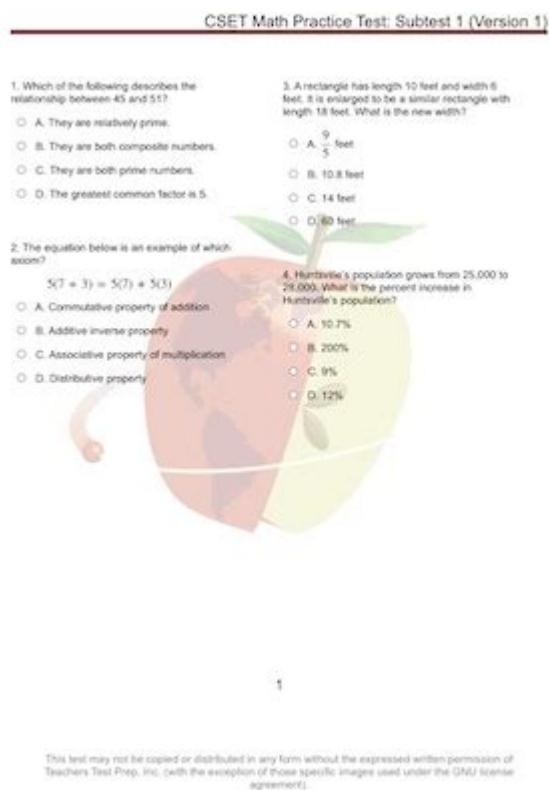 CSET Math Practice Test: Subtest 1 (Version 1)
1. Which of the following describes the
relationship between 45 and 51?
A. They are relatively prime.
B. They are both composite numbers.
C. They are both prime numbers.
D. The greatest common factor is 5.
2. The equation below is an example of which
axiom?
5(7 + 3) = 5(7) + 5(3)
A. Commutative property of addition
B. Additive inverse property
C. Associative property of multiplication
D. Distributive property
3. A rectangle has length 10 feet and width 6
feet. It is enlarged to be a similar rectangle with
length 18 feet. What is the new width?
A. 9/5 feet
B. 10.8 feet
C. 14 feet
D. 60 feet
4. Huntsville's population grows from 25,000 to
28,000. What is the percent increase in
Huntsville's population?
A. 10.7%
B. 200%
C. 9%
D. 12%
1
This test may not be copied or distributed in any form without the expressed written permission of
Teachers Test Prep, Inc. (with the exception of those specific images used under the GNU license
agreement).